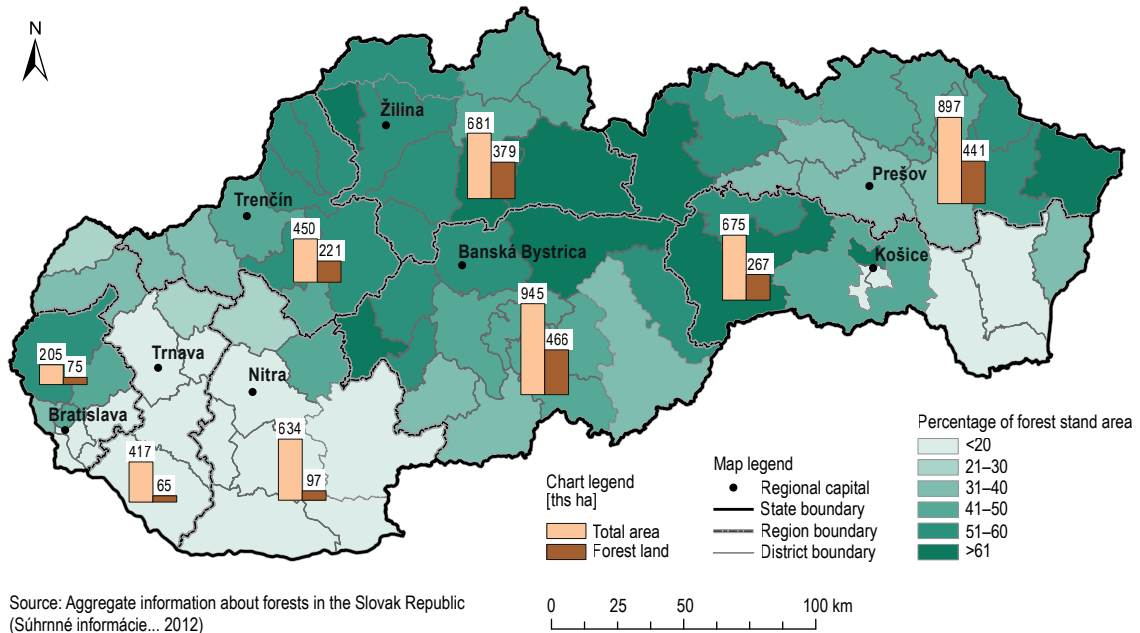 N
Žilina
681
379
897
441
Prešov
Trenčín
450
221
Banská Bystrica
675
267
Košice
945
466
205
75
Trnava
Nitra
Bratislava
417
65
634
97
Chart legend
[ths ha]
Total area
Forest land
Map legend
Regional capital
State boundary
Region boundary
District boundary
Percentage of forest stand area
<20
21–30
31–40
41–50
51–60
>61
Source: Aggregate information about forests in the Slovak Republic
(Súhrnné informácie... 2012)
0 25 50 100 km